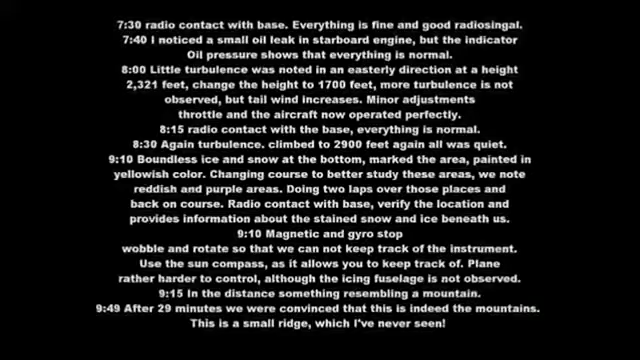 7:30 radio contact with base. Everything is fine and good radiosingal.
7:40 I noticed a small oil leak in starboard engine, but the indicator
Oil pressure shows that everything is normal.
8:00 Little turbulence was noted in an easterly direction at a height
2,321 feet, change the height to 1700 feet, more turbulence is not
observed, but tail wind increases. Minor adjustments
throttle and the aircraft now operated perfectly.
8:15 radio contact with the base, everything is normal.
8:30 Again turbulence. climbed to 2900 feet again all was quiet.
9:10 Boundless ice and snow at the bottom, marked the area, painted in
yellowish color. Changing course to better study these areas, we note
reddish and purple areas. Doing two laps over those places and
back on course. Radio contact with base, verify the location and
provides information about the stained snow and ice beneath us.
9:10 Magnetic and gyro stop
wobble and rotate so that we can not keep track of the instrument.
Use the sun compass, as it allows you to keep track of. Plane
rather harder to control, although the icing fuselage is not observed.
9:15 In the distance something resembling a mountain.
9:49 After 29 minutes we were convinced that this is indeed the mountains.
This is a small ridge, which I've never seen!